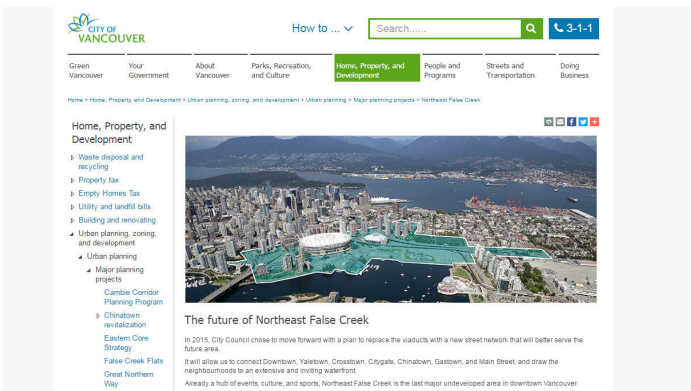 CITY OF
VANCOUVER
How to ...
Search......
3-1-1
Green
Vancouver
Your
Government
About
Vancouver
Parks, Recreation,
and Culture
Home, Property, and
Development
People and
Programs
Streets and
Transportation
Doing
Business
Home > Home, Property, and Development > Urban planning, zoning, and development > Urban planning > Major planning projects > Northeast False Creek
Home, Property, and
Development
Waste disposal and
recycling
Property tax
Empty Homes Tax
Utility and landfill bills
Building and renovating
Urban planning, zoning,
and development
Urban planning
Major planning
projects
Cambie Corridor
Planning Program
Chinatown
revitalization
Eastern Core
Strategy
False Creek Flats
Great Northern
Way
The future of Northeast False Creek
In 2015, City Council chose to move forward with a plan to replace the viaducts with a new street network that will better serve the
future area.
It will allow us to connect Downtown, Yaletown, Crosstown, Citygate, Chinatown, Gastown, and Main Street, and draw the
neighbourhoods to an extensive and inviting waterfront.
Already a hub of events, culture, and sports, Northeast False Creek is the last major undeveloped area in downtown Vancouver.